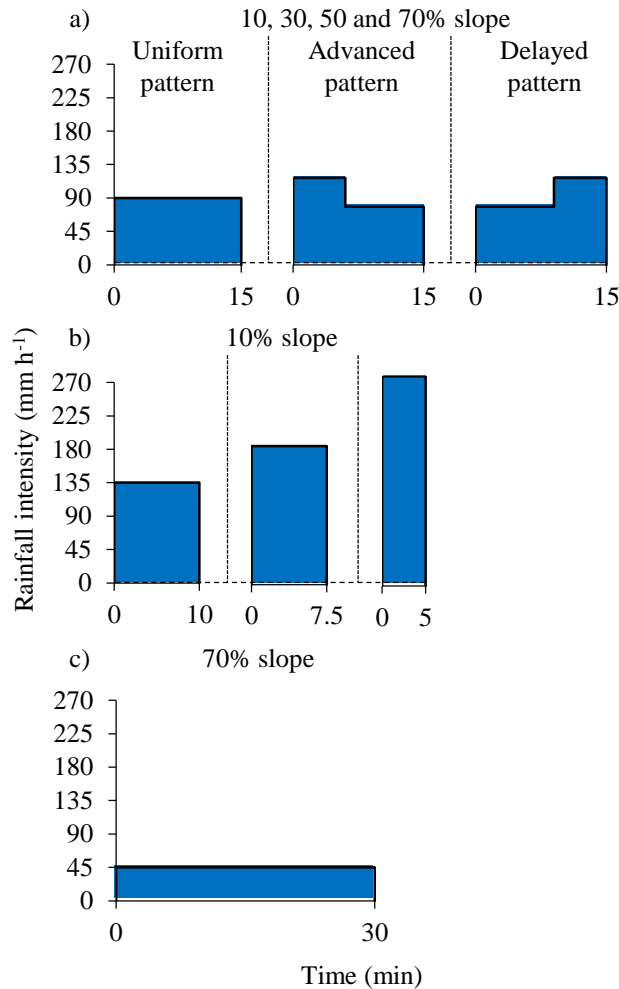 a) 10, 30, 50 and 70% slope
Uniform pattern
Advanced pattern
Delayed pattern
270
225
180
135
90
45
0
0 15 0 15 0 15
b) 10% slope
270
225
180
135
90
45
0
0 10 0 7.5 0 5
Rainfall intensity (mm h⁻¹)
c) 70% slope
270
225
180
135
90
45
0
0 30
Time (min)